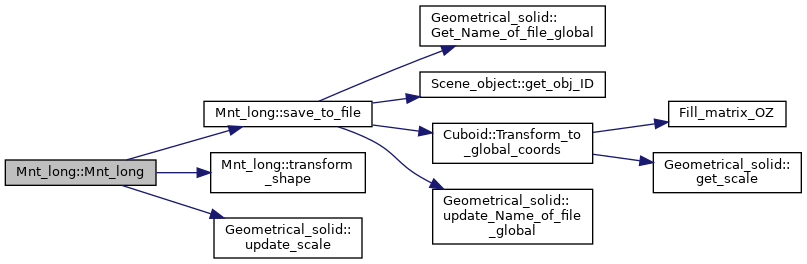 Mnt_long::Mnt_long
Mnt_long::save_to_file
Mnt_long::transform
_shape
Geometrical_solid::
update_scale
Geometrical_solid::
Get_Name_of_file_global
Scene_object::get_obj_ID
Cuboid::Transform_to
_global_coords
Geometrical_solid::
update_Name_of_file
_global
Fill_matrix_OZ
Geometrical_solid::
get_scale